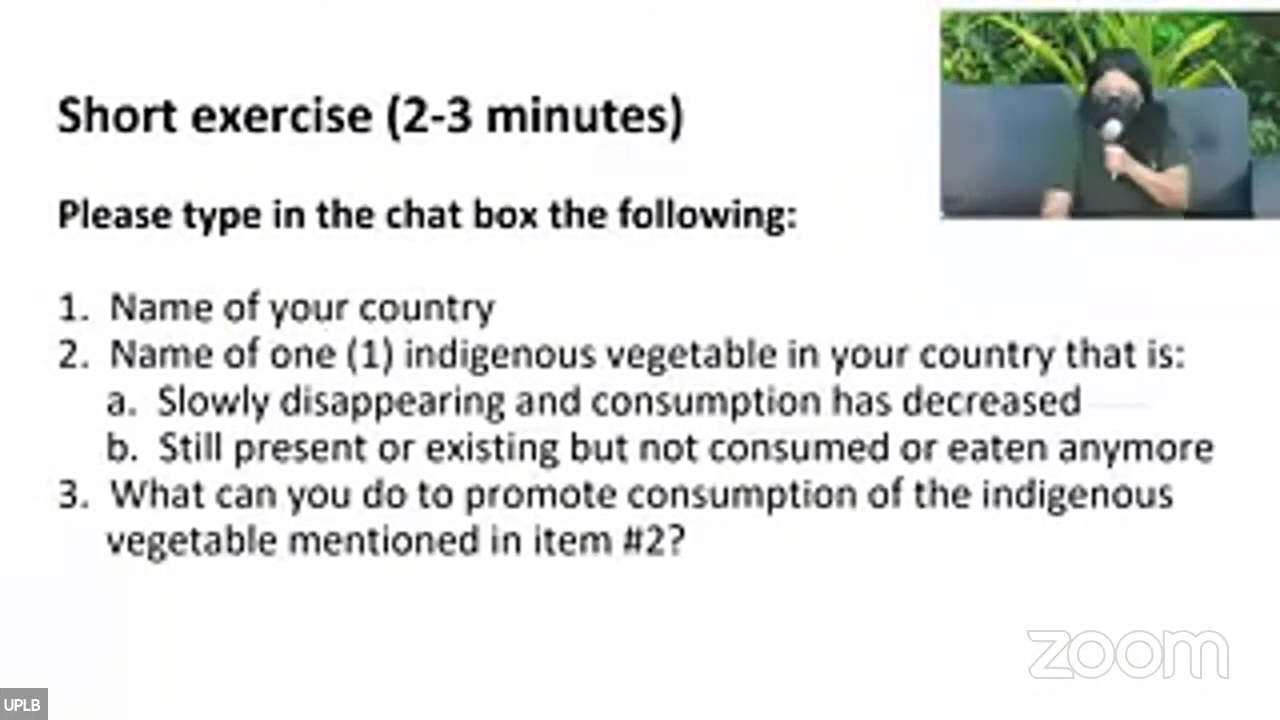 Short exercise (2-3 minutes)
Please type in the chat box the following:
1. Name of your country
2. Name of one (1) indigenous vegetable in your country that is:
a. Slowly disappearing and consumption has decreased
b. Still present or existing but not consumed or eaten anymore
3. What can you do to promote consumption of the indigenous
vegetable mentioned in item #2?
zoom
UPLB